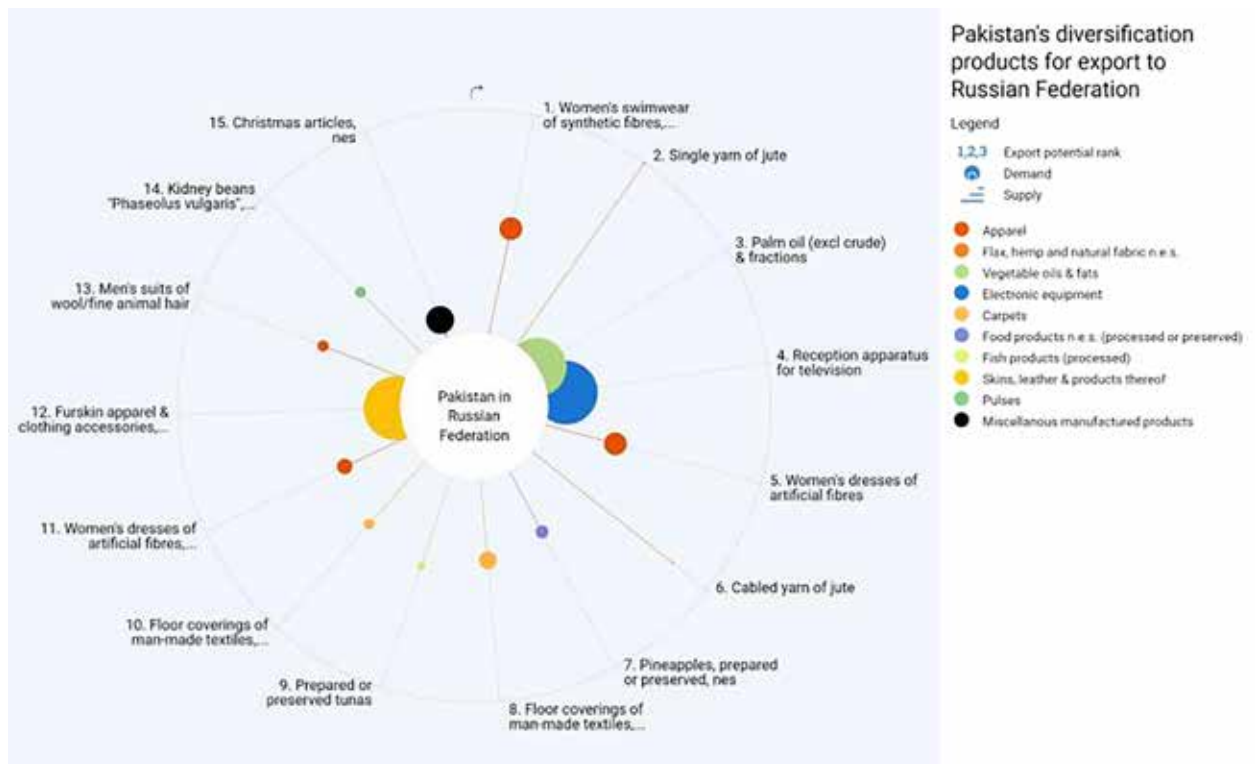 Pakistan's diversification
products for export to
Russian Federation
Legend
1,2,3 Export potential rank
Demand
Supply
Apparel
Flax, hemp and natural fabric n.e.s.
Vegetable oils & fats
Electronic equipment
Carpets
Food products n.e.s. (processed or preserved)
Fish products (processed)
Skins, leather & products thereof
Pulses
Miscellanous manufactured products
1. Women's swimwear
of synthetic fibres,...
2. Single yarn of jute
3. Palm oil (excl crude)
& fractions
4. Reception apparatus
for television
5. Women's dresses of
artificial fibres
6. Cabled yarn of jute
7. Pineapples, prepared
or preserved, nes
8. Floor coverings of
man-made textiles,...
9. Prepared or
preserved tunas
10. Floor coverings of
man-made textiles,...
11. Women's dresses of
artificial fibres,...
12. Furskin apparel &
clothing accessories,...
13. Men's suits of
wool/fine animal hair
14. Kidney beans
"Phaseolus vulgaris",...
15. Christmas articles,
nes
Pakistan in
Russian
Federation